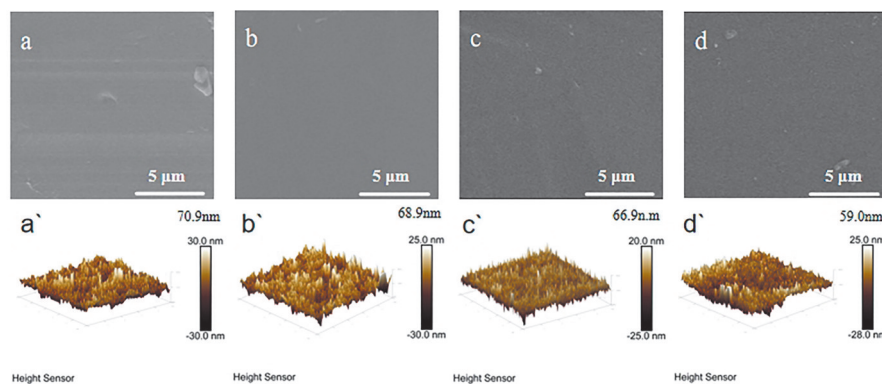 a
b
c
d
5 µm
5 µm
5 µm
5 µm
70.9nm
68.9nm
66.9n.m
59.0nm
a`
b`
c`
d`
30.0 nm
25.0 nm
20.0 nm
25.0 nm
-30.0 nm
-30.0 nm
-25.0 nm
-28.0 nm
Height Sensor
Height Sensor
Height Sensor
Height Sensor